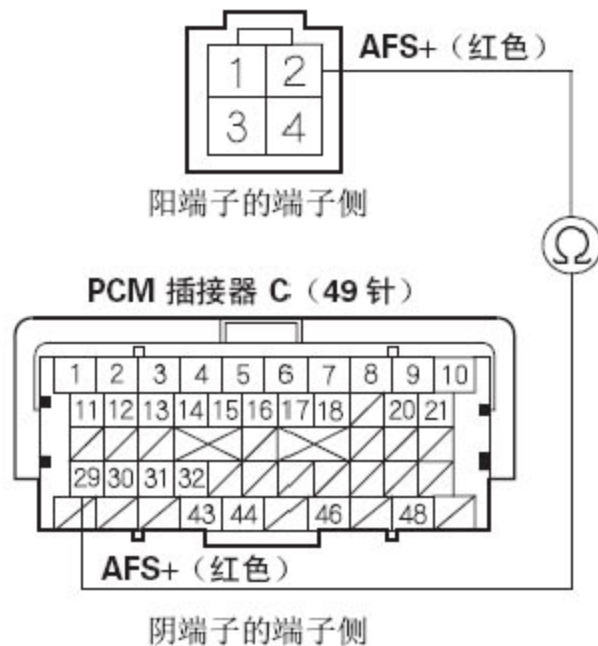 AFS+（红色）
1 2
3 4
阳端子的端子侧
Ω
PCM 插接器 C（49 针）
1 2 3 4 5 6 7 8 9 10
11 12 13 14 15 16 17 18 20 21
29 30 31 32
43 44 46 48
AFS+（红色）
阴端子的端子侧